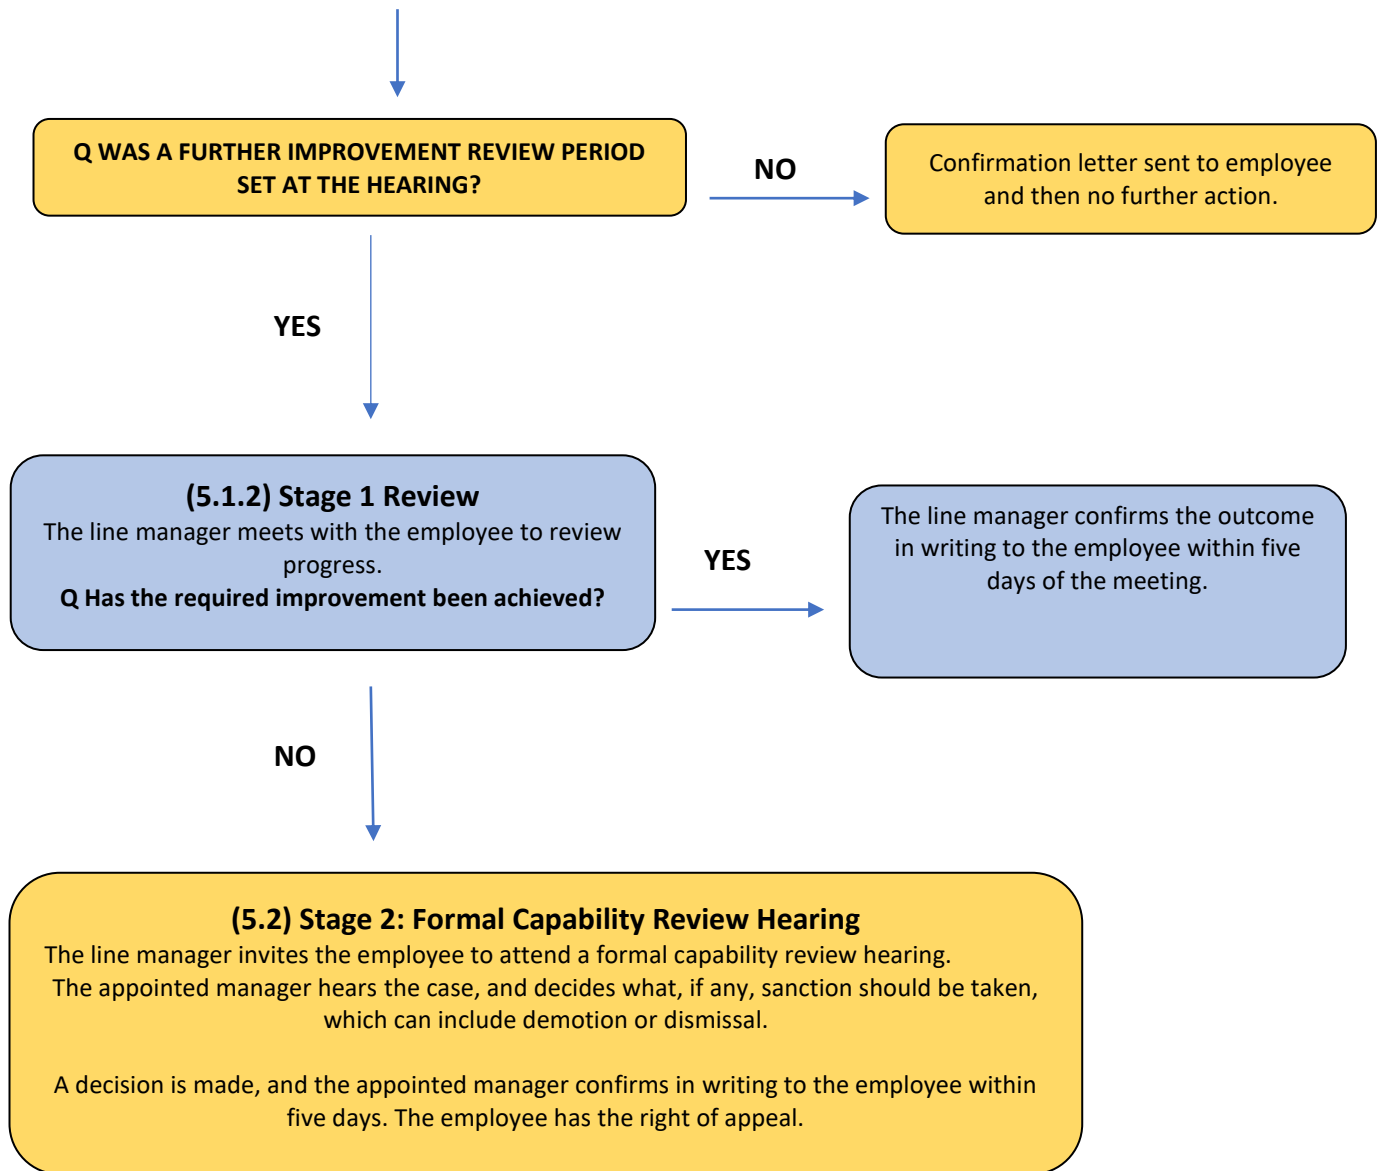 Q WAS A FURTHER IMPROVEMENT REVIEW PERIOD
SET AT THE HEARING?
NO
Confirmation letter sent to employee
and then no further action.
YES
(5.1.2) Stage 1 Review
The line manager meets with the employee to review
progress.
Q Has the required improvement been achieved?
YES
The line manager confirms the outcome
in writing to the employee within five
days of the meeting.
NO
(5.2) Stage 2: Formal Capability Review Hearing
The line manager invites the employee to attend a formal capability review hearing.
The appointed manager hears the case, and decides what, if any, sanction should be taken,
which can include demotion or dismissal.
A decision is made, and the appointed manager confirms in writing to the employee within
five days. The employee has the right of appeal.